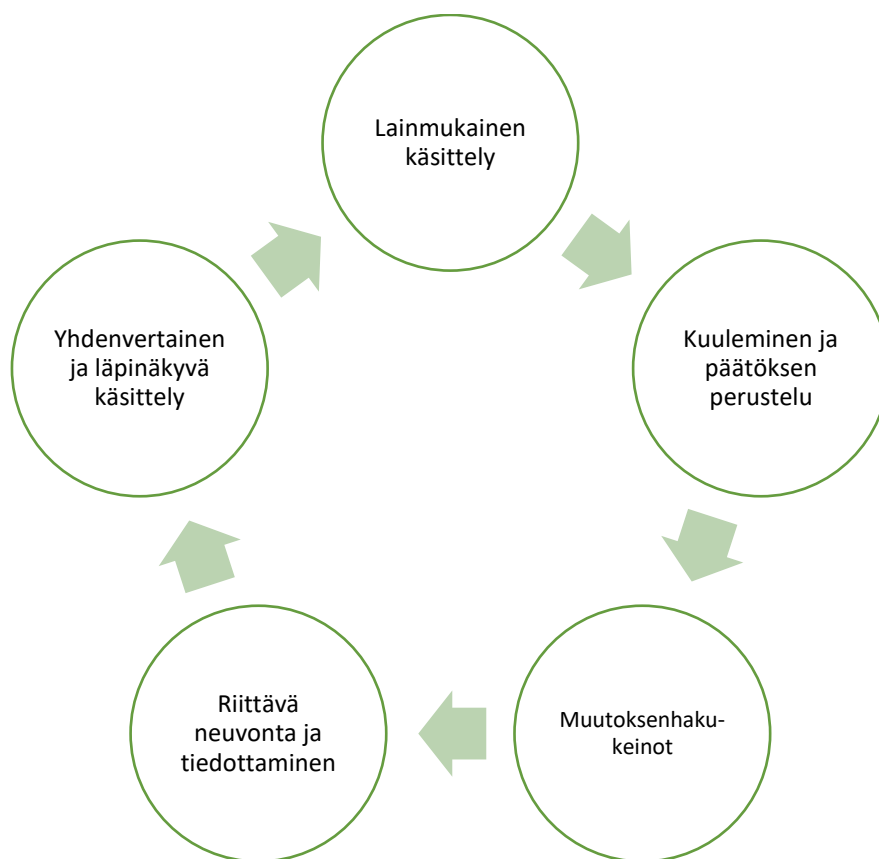 Lainmukainen
käsittely
Kuuleminen ja
päätöksen
perustelu
Muutoksenhaku-
keinot
Riittävä
neuvonta ja
tiedottaminen
Yhdenvertainen
ja läpinäkyvä
käsittely